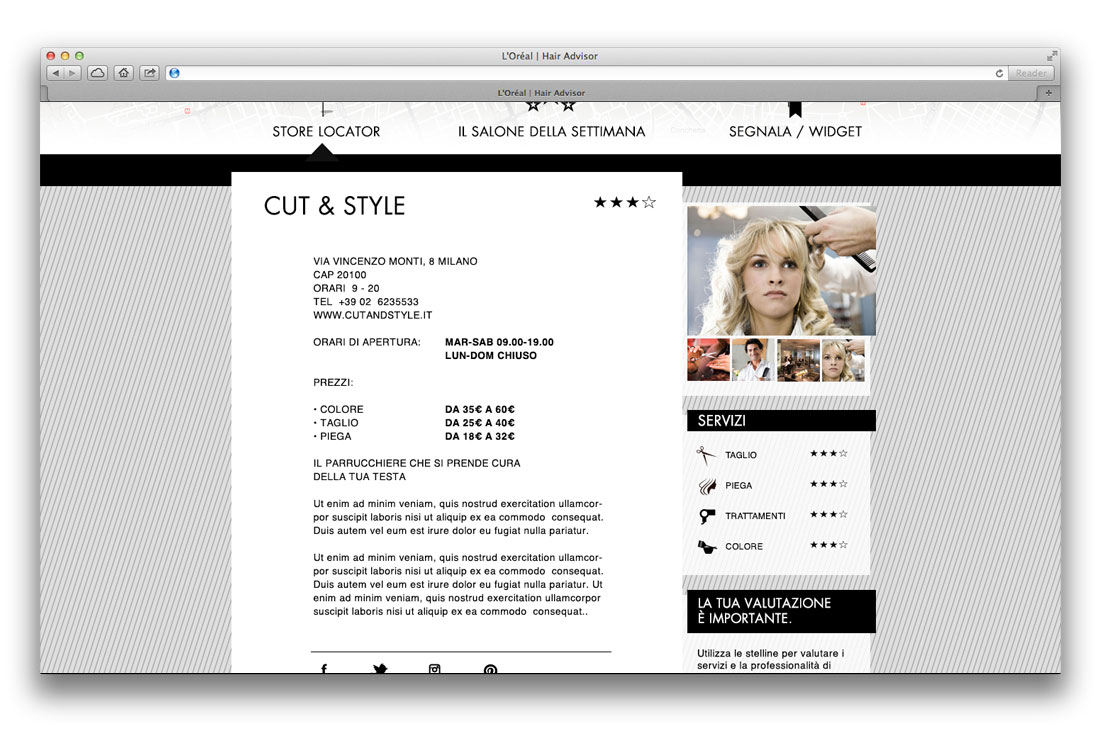 L'Oréal | Hair Advisor
Reader
L'Oréal | Hair Advisor
STORE LOCATOR
IL SALONE DELLA SETTIMANA
SEGNALA / WIDGET
CUT & STYLE
VIA VINCENZO MONTI, 8 MILANO
CAP 20100
ORARI 9 - 20
TEL +39 02 6235533
WWW.CUTANDSTYLE.IT
ORARI DI APERTURA: MAR-SAB 09.00-19.00
LUN-DOM CHIUSO
PREZZI:
• COLORE DA 35€ A 60€
• TAGLIO DA 25€ A 40€
• PIEGA DA 18€ A 32€
IL PARRUCCHIERE CHE SI PRENDE CURA
DELLA TUA TESTA
Ut enim ad minim veniam, quis nostrud exercitation ullamcor-
por suscipit laboris nisi ut aliquip ex ea commodo consequat.
Duis autem vel eum est irure dolor eu fugiat nulla pariatur.
Ut enim ad minim veniam, quis nostrud exercitation ullamcor-
por suscipit laboris nisi ut aliquip ex ea commodo consequat.
Duis autem vel eum est irure dolor eu fugiat nulla pariatur. Ut
enim ad minim veniam, quis nostrud exercitation ullamcorpor
suscipit laboris nisi ut aliquip ex ea commodo consequat..
SERVIZI
TAGLIO
PIEGA
TRATTAMENTI
COLORE
LA TUA VALUTAZIONE
È IMPORTANTE.
Utilizza le stelline per valutare i
servizi e la professionalità di